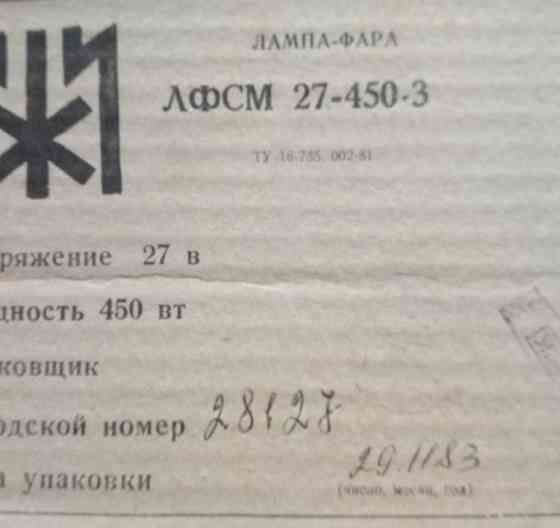 ЛАМПА-ФАРА
ЛФСМ 27-450-3
ТУ 16-735. 002-81
ряжение 27 в
ность 450 вт
ковщик
одской номер 28127
а упаковки 29.11 83
(число, месяц, год)